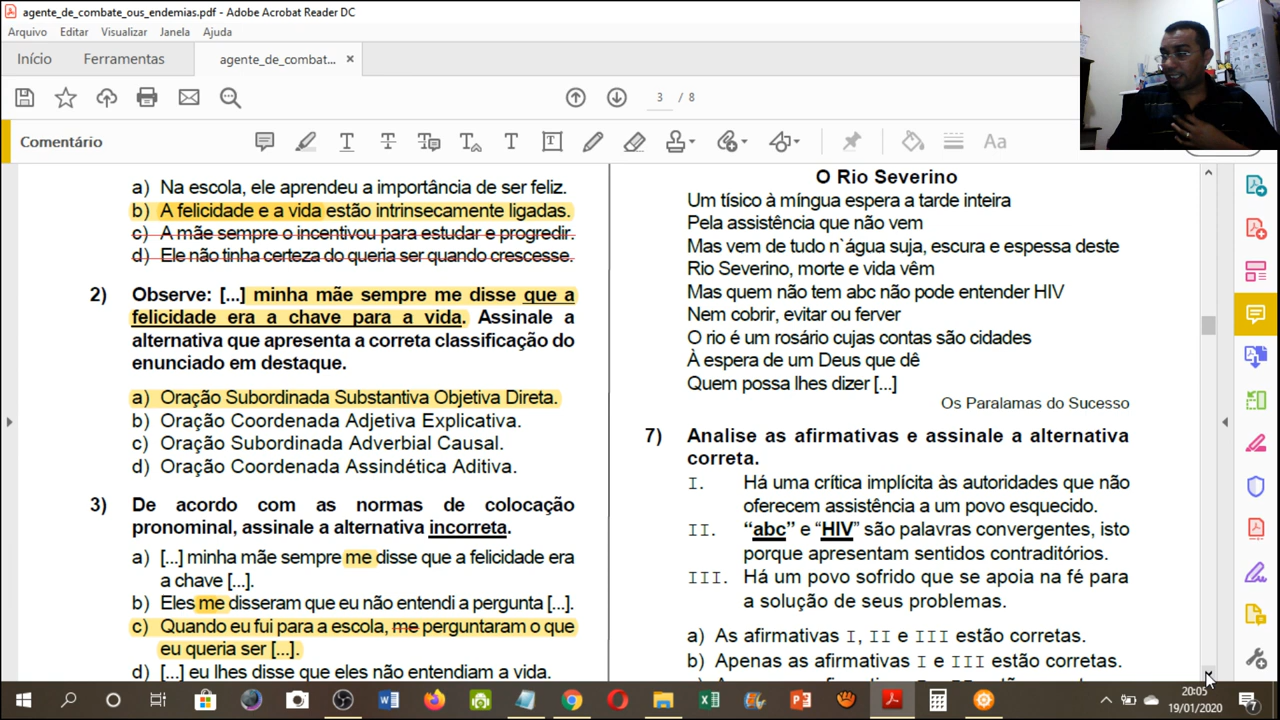 agente_de_combate_ous_endemias.pdf - Adobe Acrobat Reader DC
Arquivo Editar Visualizar Janela Ajuda
Início Ferramentas agente_de_combat... ×
3 / 8
Comentário
a) Na escola, ele aprendeu a importância de ser feliz.
b) A felicidade e a vida estão intrinsecamente ligadas.
c) A mãe sempre o incentivou para estudar e progredir.
d) Ele não tinha certeza do queria ser quando crescesse.
2) Observe: [...] minha mãe sempre me disse que a
felicidade era a chave para a vida. Assinale a
alternativa que apresenta a correta classificação do
enunciado em destaque.
a) Oração Subordinada Substantiva Objetiva Direta.
b) Oração Coordenada Adjetiva Explicativa.
c) Oração Subordinada Adverbial Causal.
d) Oração Coordenada Assindética Aditiva.
3) De acordo com as normas de colocação
pronominal, assinale a alternativa incorreta.
a) [...] minha mãe sempre me disse que a felicidade era
a chave [...].
b) Eles me disseram que eu não entendi a pergunta [...].
c) Quando eu fui para a escola, me perguntaram o que
eu queria ser [...].
d) [...] eu lhes disse que eles não entendiam a vida.
O Rio Severino
Um tísico à míngua espera a tarde inteira
Pela assistência que não vem
Mas vem de tudo n`água suja, escura e espessa deste
Rio Severino, morte e vida vêm
Mas quem não tem abc não pode entender HIV
Nem cobrir, evitar ou ferver
O rio é um rosário cujas contas são cidades
À espera de um Deus que dê
Quem possa lhes dizer [...]
Os Paralamas do Sucesso
7) Analise as afirmativas e assinale a alternativa
correta.
I. Há uma crítica implícita às autoridades que não
oferecem assistência a um povo esquecido.
II. “abc” e “HIV” são palavras convergentes, isto
porque apresentam sentidos contraditórios.
III. Há um povo sofrido que se apoia na fé para
a solução de seus problemas.
a) As afirmativas I, II e III estão corretas.
b) Apenas as afirmativas I e III estão corretas.
20:05
19/01/2020